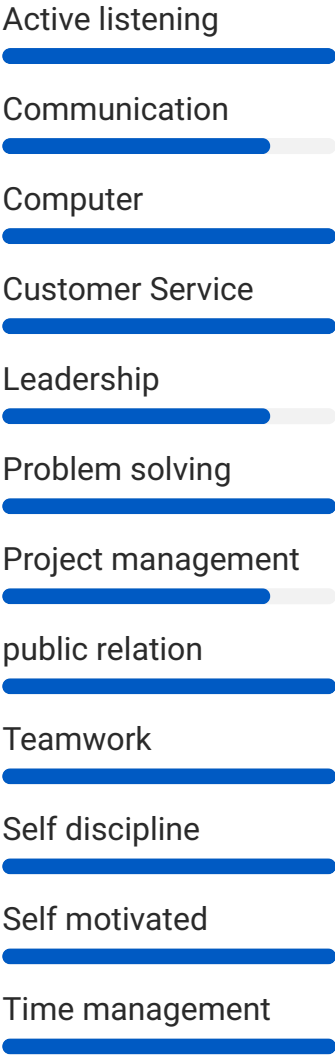 Active listening
Communication
Computer
Customer Service
Leadership
Problem solving
Project management
public relation
Teamwork
Self discipline
Self motivated
Time management